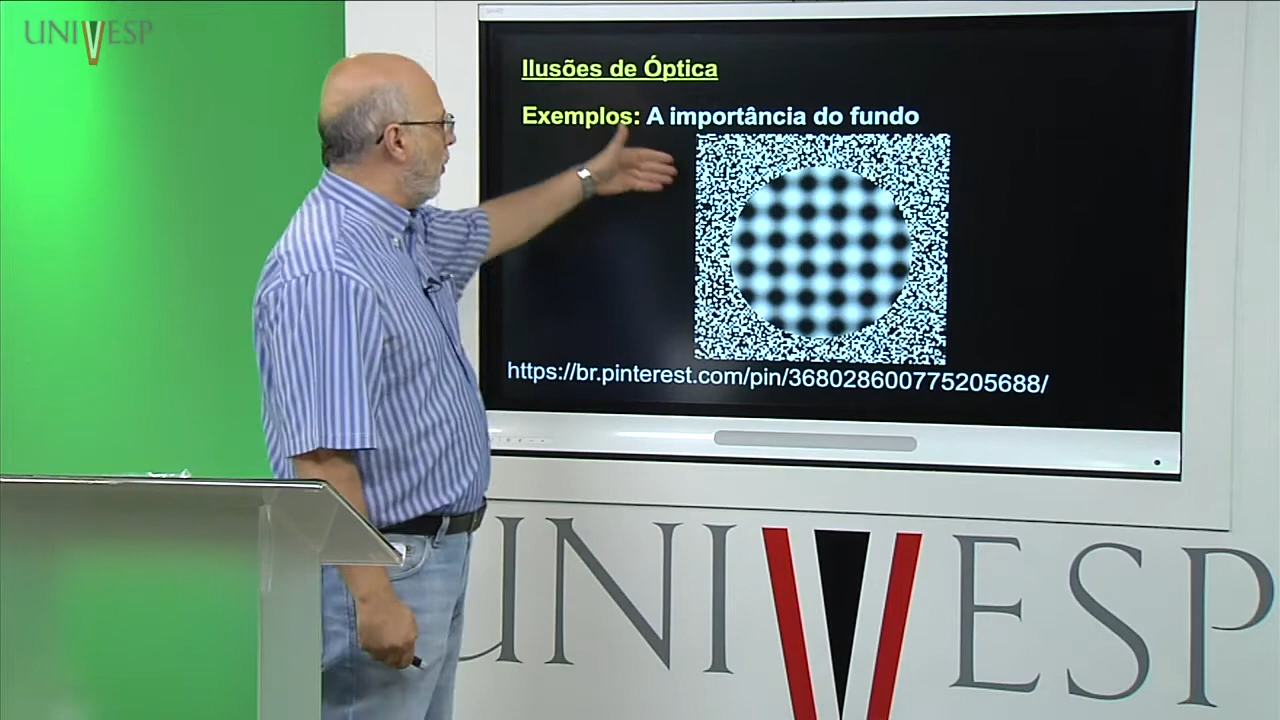 UNIVESP
Ilusões de Óptica
Exemplos: A importância do fundo
https://br.pinterest.com/pin/368028600775205688/
UNIVESP